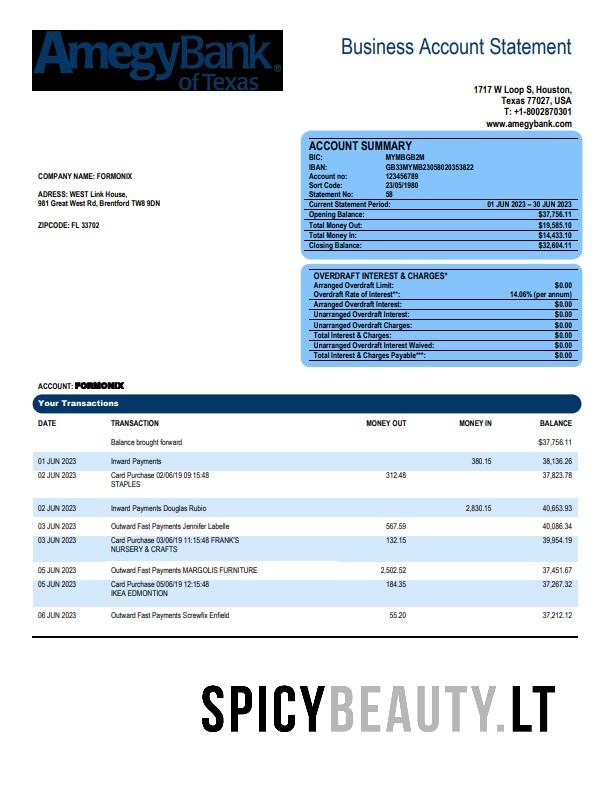 AmegyBank®
of Texas
Business Account Statement
1717 W Loop S, Houston,
Texas 77027, USA
T: +1-8002870301
www.amegybank.com
ACCOUNT SUMMARY
BIC: MYMBGB2M
IBAN: GB33MYMB23058020353822
Account no: 123456789
Sort Code: 23/05/1980
Statement No: 58
Current Statement Period: 01 JUN 2023 – 30 JUN 2023
Opening Balance: $37,756.11
Total Money Out: $19,585.10
Total Money In: $14,433.10
Closing Balance: $32,604.11
COMPANY NAME: FORMONIX
ADRESS: WEST Link House,
981 Great West Rd, Brentford TW8 9DN
ZIPCODE: FL 33702
OVERDRAFT INTEREST & CHARGES*
Arranged Overdraft Limit: $0.00
Overdraft Rate of Interest**: 14.06% (per annum)
Arranged Overdraft Interest: $0.00
Unarranged Overdraft Interest: $0.00
Unarranged Overdraft Charges: $0.00
Total Interest & Charges: $0.00
Unarranged Overdraft Interest Waived: $0.00
Total Interest & Charges Payable***: $0.00
ACCOUNT: FORMONIX
Your Transactions
DATE TRANSACTION MONEY OUT MONEY IN BALANCE
Balance brought forward $37,756.11
01 JUN 2023 Inward Payments 380.15 38,136.26
02 JUN 2023 Card Purchase 02/06/19 09:15:48 312.48 37,823.78
STAPLES
02 JUN 2023 Inward Payments Douglas Rubio 2,830.15 40,653.93
03 JUN 2023 Outward Fast Payments Jennifer Labelle 567.59 40,086.34
03 JUN 2023 Card Purchase 03/06/19 11:15:48 FRANK'S 132.15 39,954.19
NURSERY & CRAFTS
05 JUN 2023 Outward Fast Payments MARGOLIS FURNITURE 2,502.52 37,451.67
05 JUN 2023 Card Purchase 05/06/19 12:15:48 184.35 37,267.32
IKEA EDMONTION
06 JUN 2023 Outward Fast Payments Screwfix Enfield 55.20 37,212.12
SPICYBEAUTY.LT